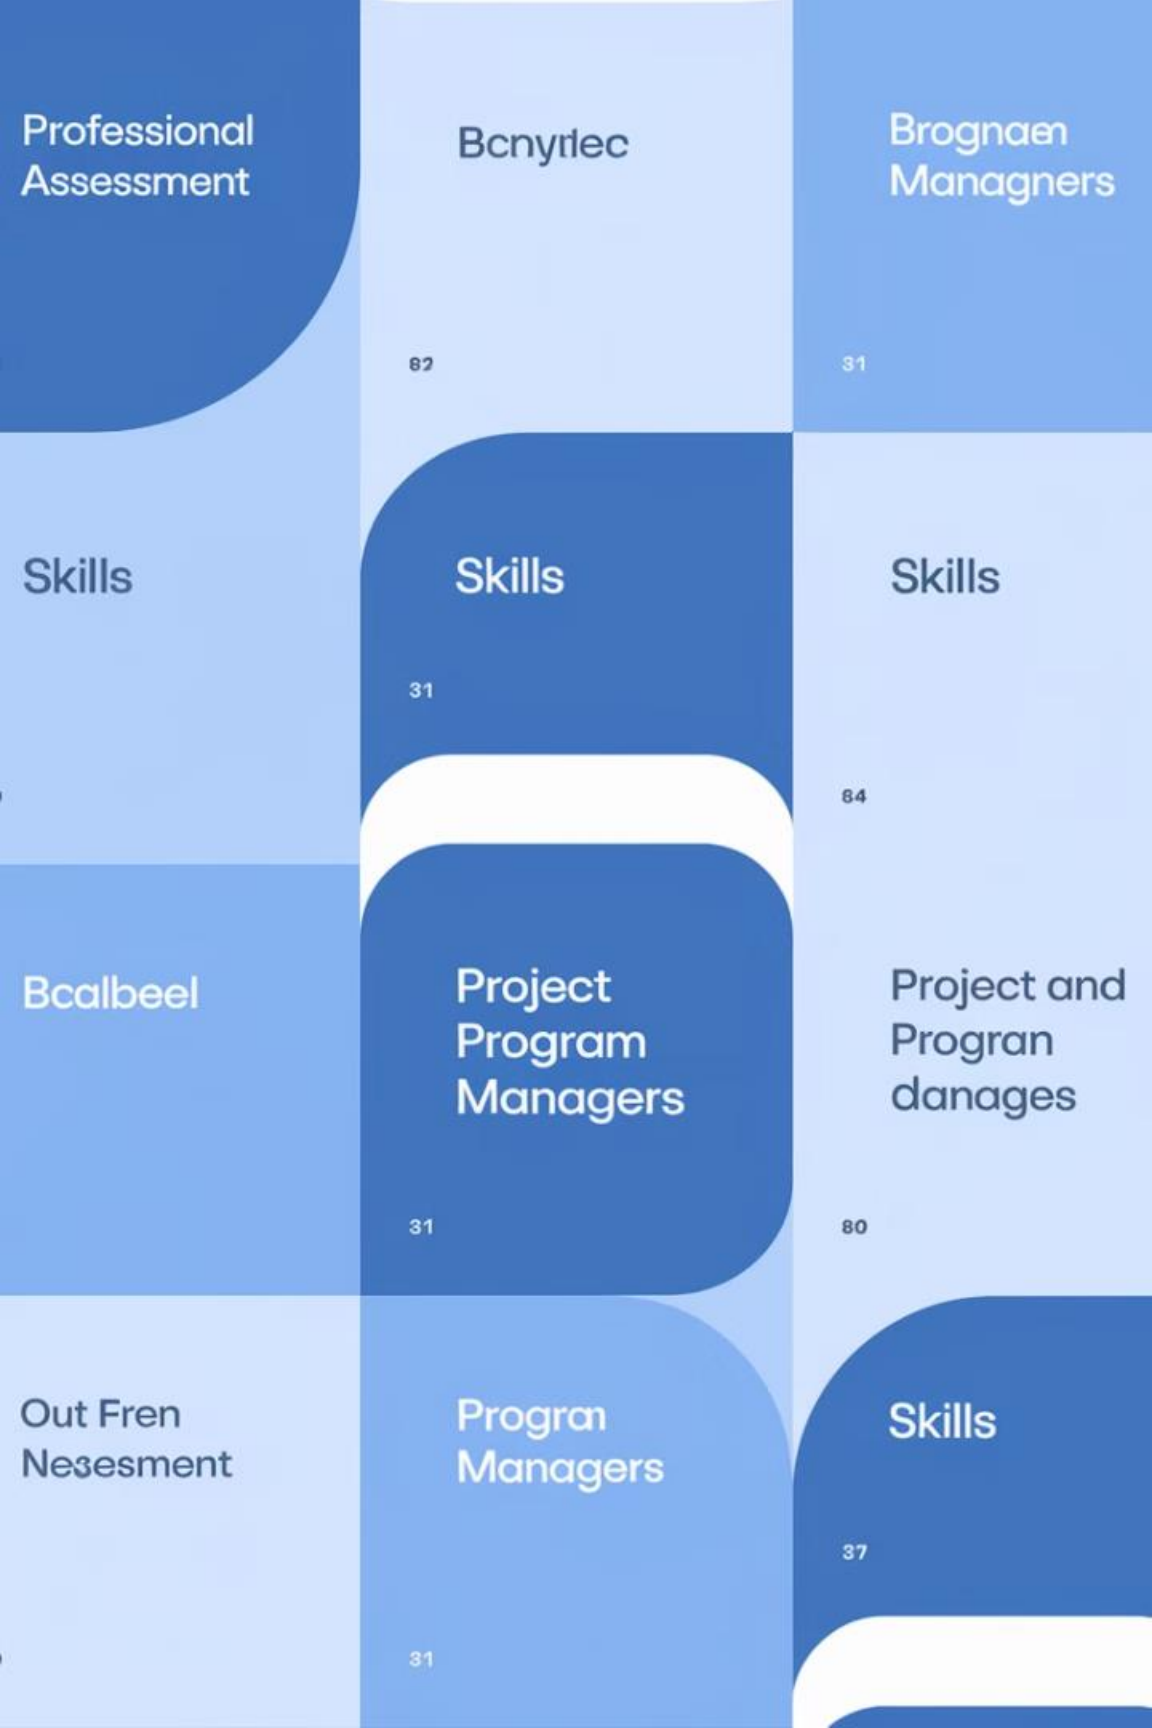 Professional
Assessment
Bcnyrlec
Brognaen
Managners
82
31
Skills
Skills
Skills
31
84
Bcalbeel
Project
Program
Managers
Project and
Progran
danages
31
80
Out Fren
Nesesment
Progran
Managers
Skills
37
31